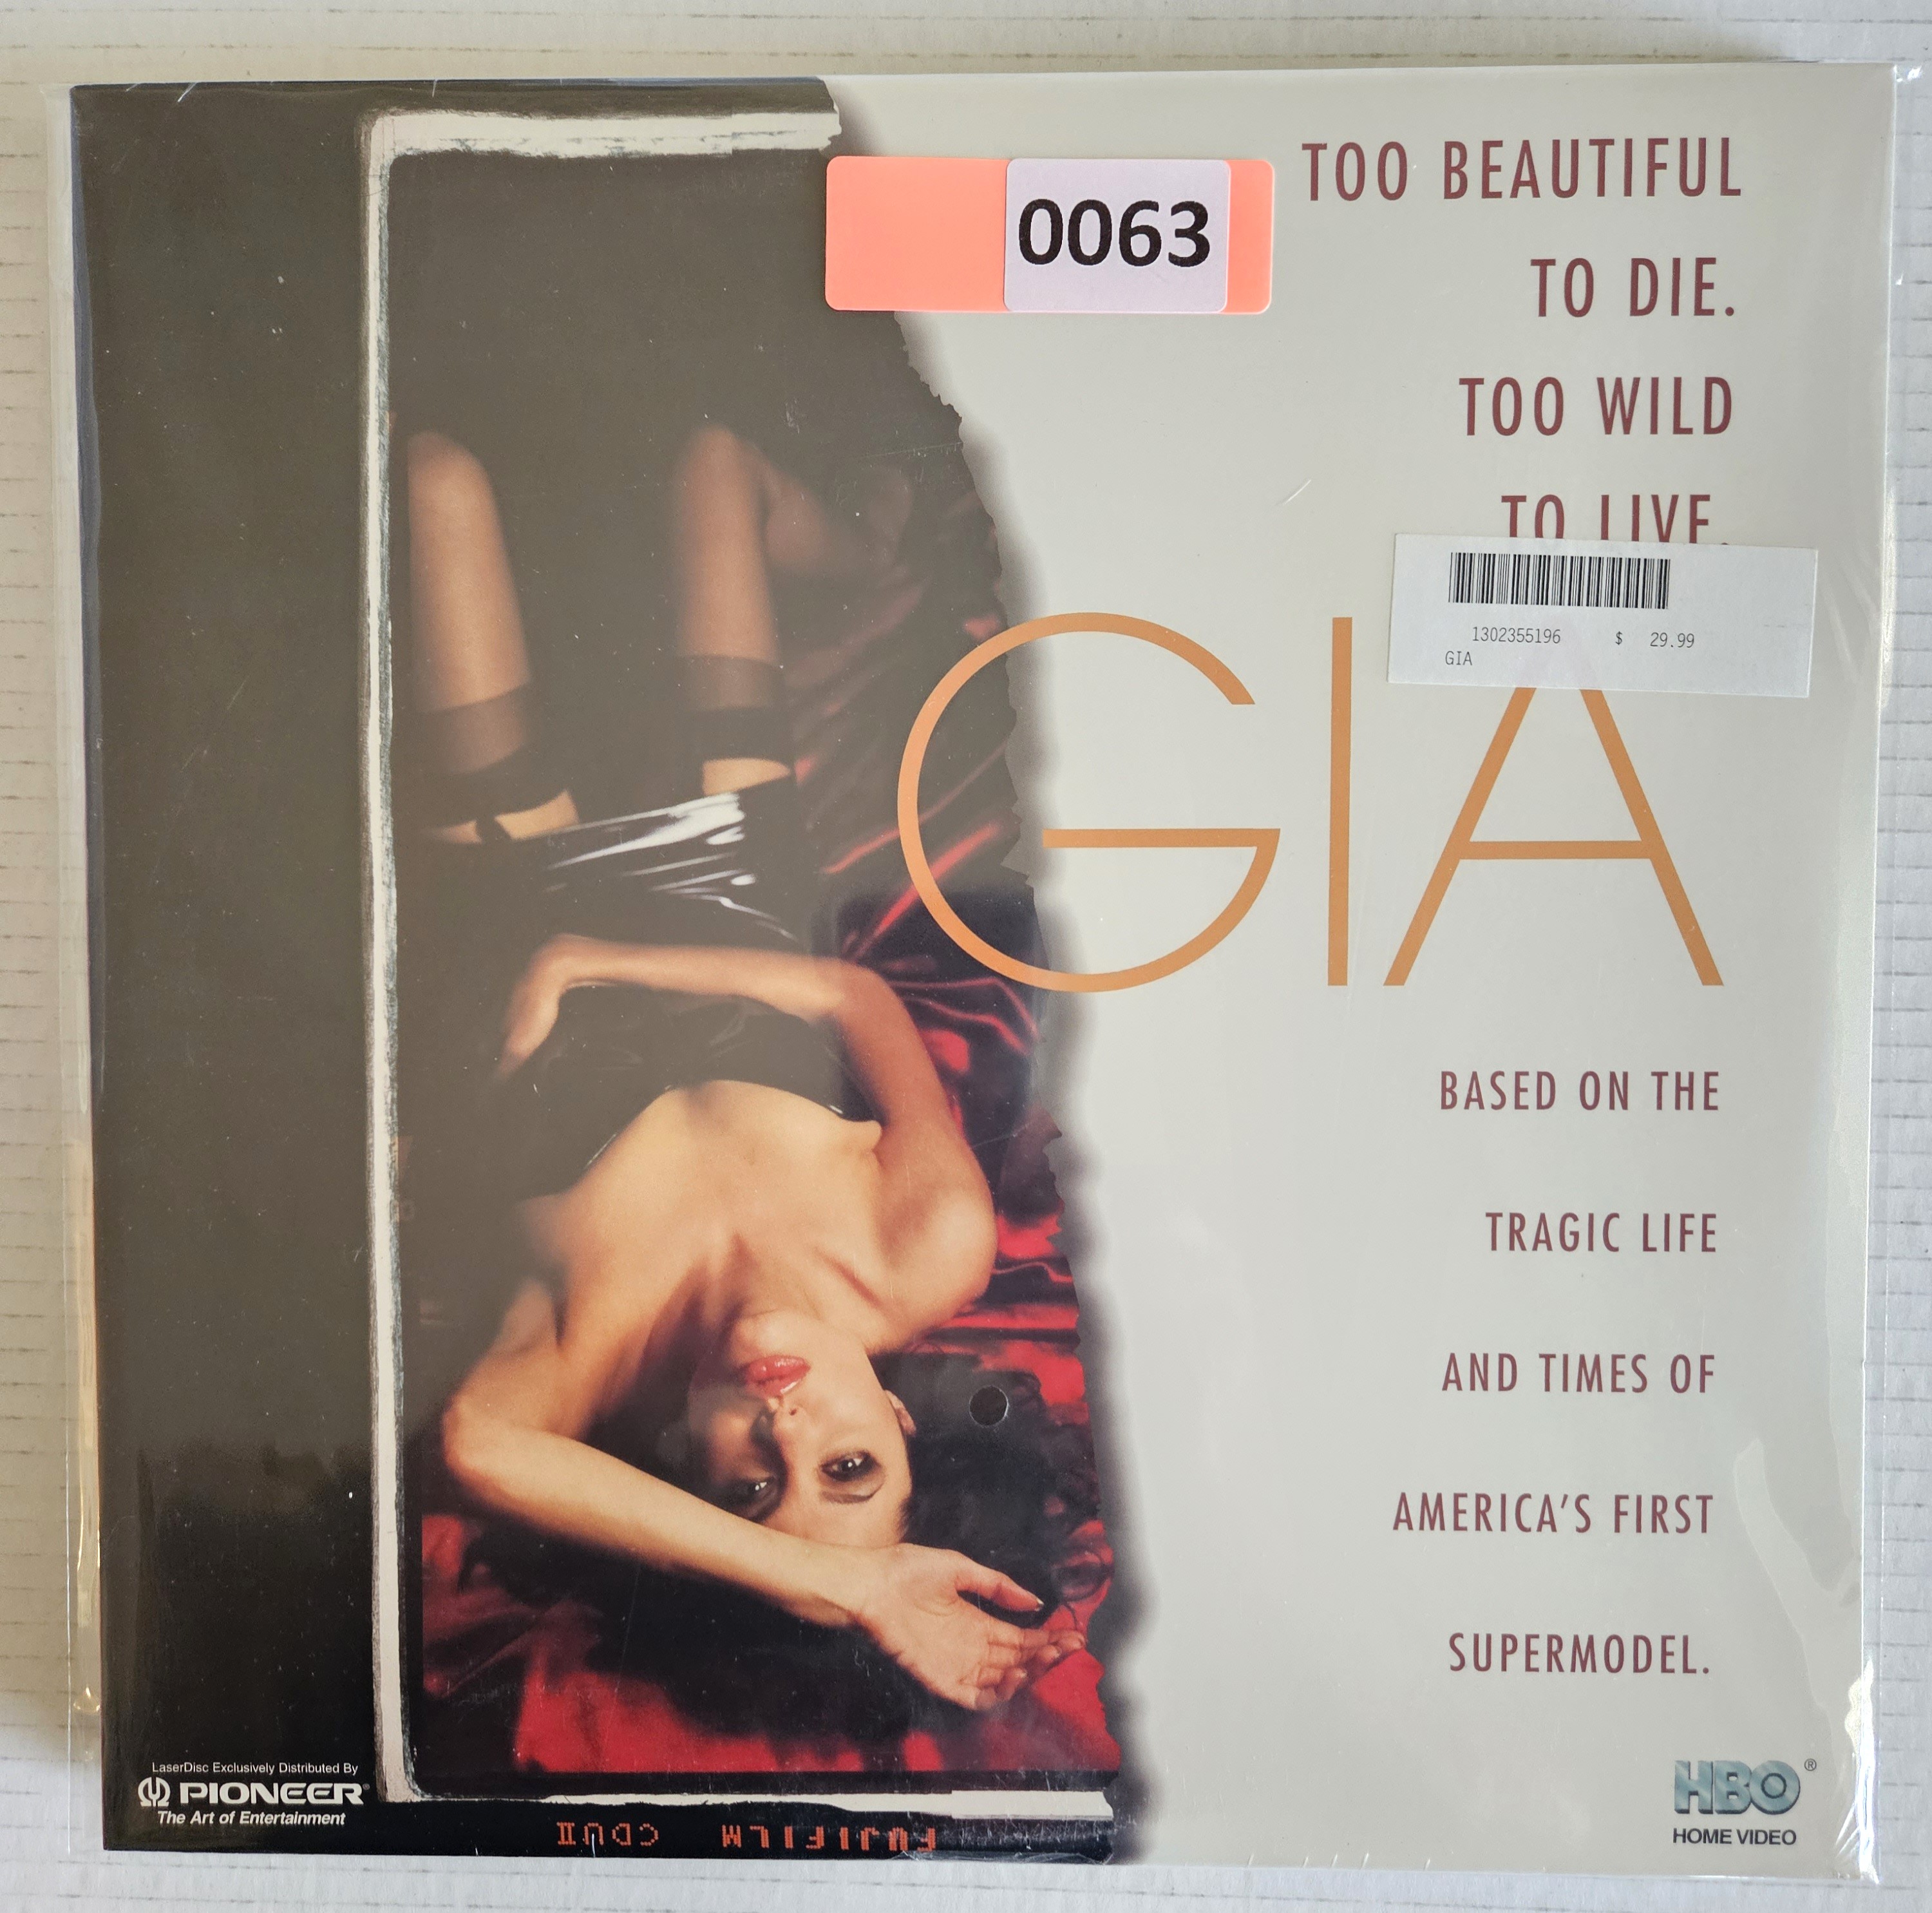 TOO BEAUTIFUL
0063
TO DIE.
TOO WILD
TO LIVE.
1302355196 $ 29.99
GIA
GIA
BASED ON THE
TRAGIC LIFE
AND TIMES OF
AMERICA'S FIRST
SUPERMODEL.
LaserDisc Exclusively Distributed By
PIONEER®
The Art of Entertainment
FUJIFILM CDUII
HBO®
HOME VIDEO